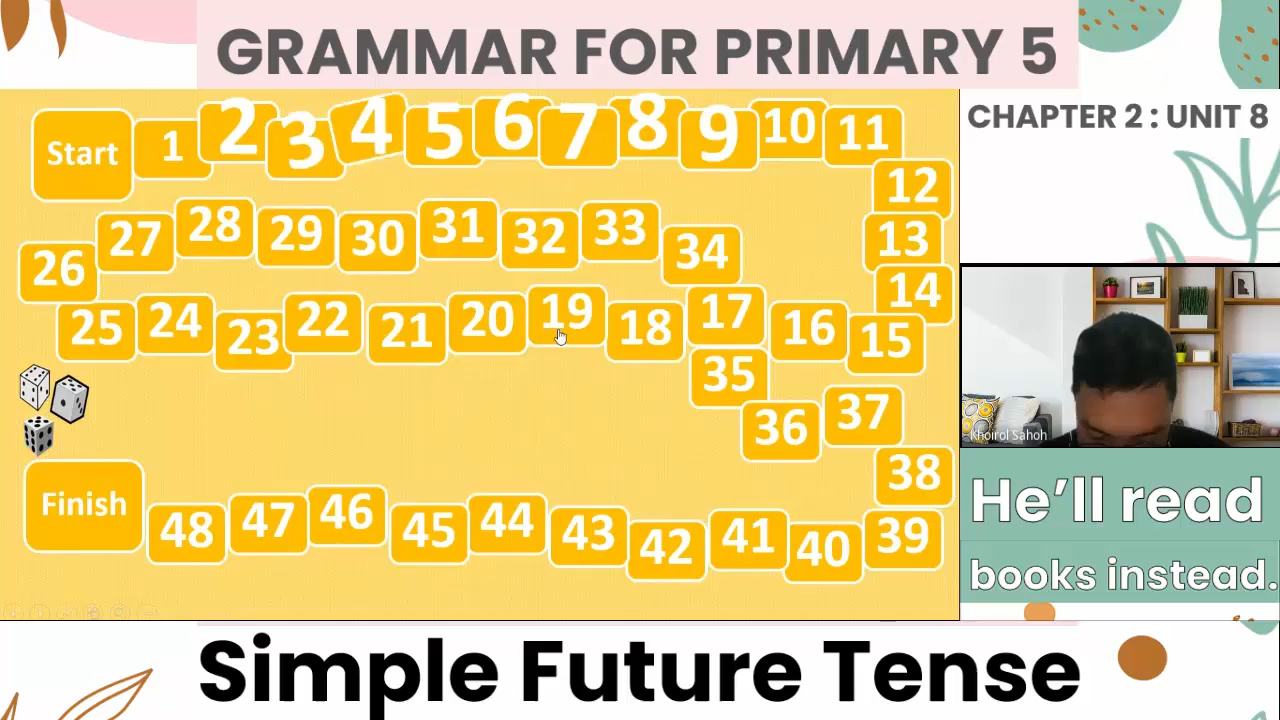 GRAMMAR FOR PRIMARY 5
CHAPTER 2 : UNIT 8
Start 1 2 3 4 5 6 7 8 9 10 11
12
13
14
26 27 28 29 30 31 32 33 34
25 24 23 22 21 20 19 18 17 16 15
35
36 37
38
Finish 48 47 46 45 44 43 42 41 40 39
Khoirol Sahoh
He'll read
books instead.
Simple Future Tense